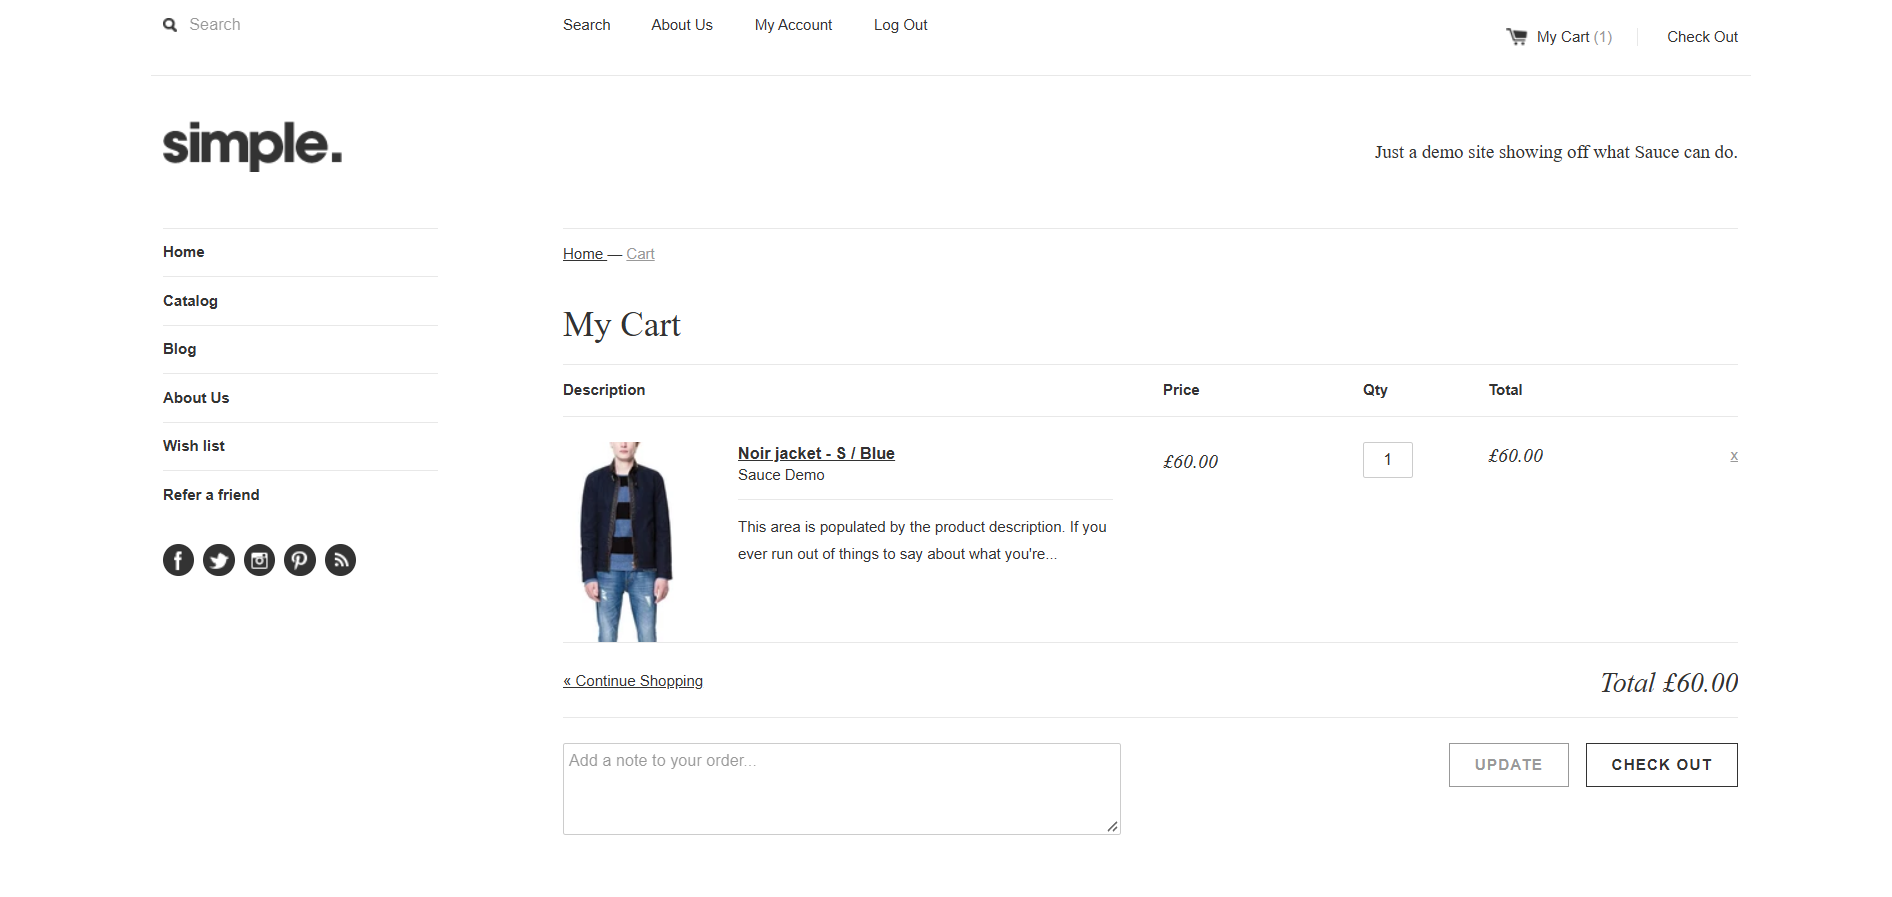 Search
Search About Us My Account Log Out
My Cart (1) Check Out
simple.
Just a demo site showing off what Sauce can do.
Home
Catalog
Blog
About Us
Wish list
Refer a friend
Home — Cart
My Cart
Description Price Qty Total
Noir jacket - S / Blue
Sauce Demo
This area is populated by the product description. If you
ever run out of things to say about what you're...
£60.00 1 £60.00 x
« Continue Shopping
Total £60.00
Add a note to your order...
UPDATE CHECK OUT